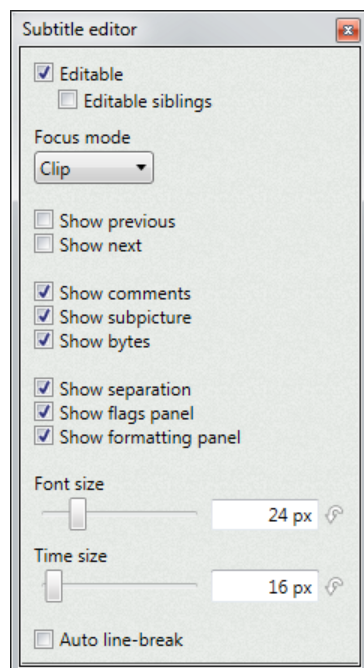 Subtitle editor
Editable
Editable siblings
Focus mode
Clip
Show previous
Show next
Show comments
Show subpicture
Show bytes
Show separation
Show flags panel
Show formatting panel
Font size
24 px
Time size
16 px
Auto line-break